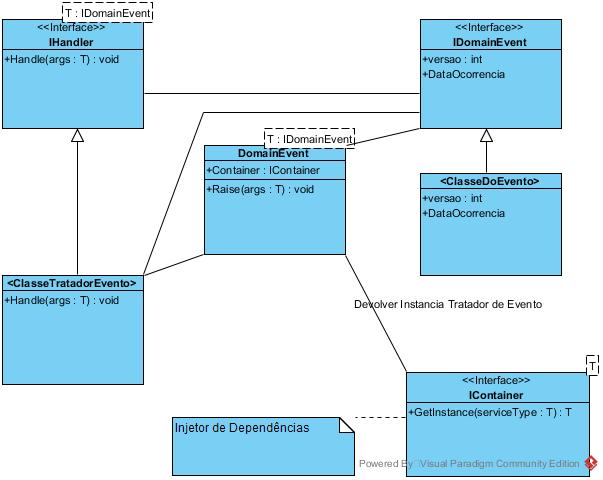 T : IDomainEvent
<<Interface>>
IHandler
+Handle(args : T) : void
<<Interface>>
IDomainEvent
+versao : int
+DataOcorrencia
T : IDomainEvent
DomainEvent
+Container : IContainer
+Raise(args : T) : void
<ClasseDoEvento>
+versao : int
+DataOcorrencia
<ClasseTratadorEvento>
+Handle(args : T) : void
Devolver Instancia Tratador de Evento
T
<<Interface>>
IContainer
+GetInstance(serviceType : T) : T
Injetor de Dependências
Powered By Visual Paradigm Community Edition